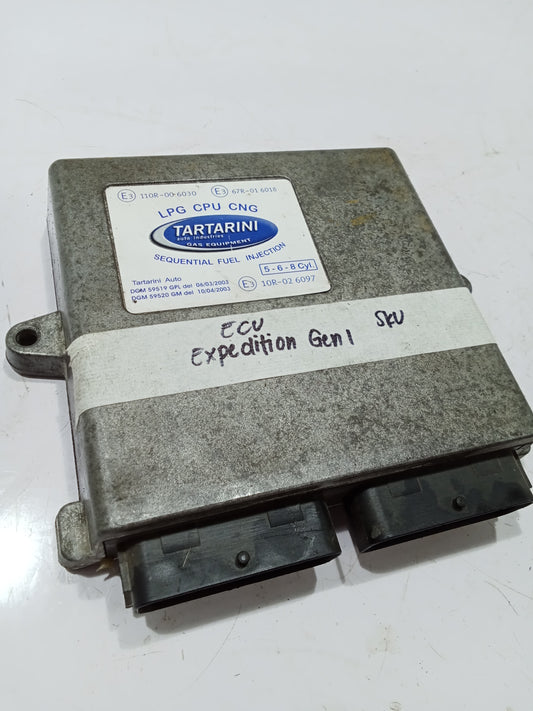 E3 110R-00 6030 E3 67R-01 6018
LPG CPU CNG
TARTARINI
auto industries
GAS EQUIPMENT
SEQUENTIAL FUEL INJECTION
5 - 6 - 8 Cyl.
Tartarini Auto
DGM 59519 GPL del 06/03/2003
DGM 59520 GM del 10/04/2003
E3 10R-02 6097
ECU SKU
Expedition Gen 1